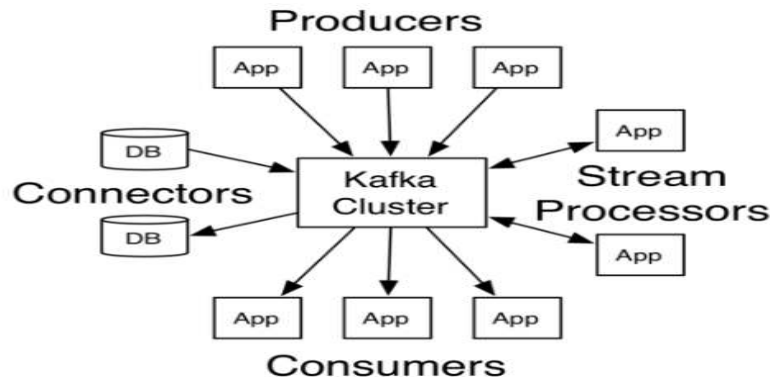 Producers
App
App
App
DB
App
Connectors
Kafka
Cluster
Stream
Processors
DB
App
App
App
App
Consumers